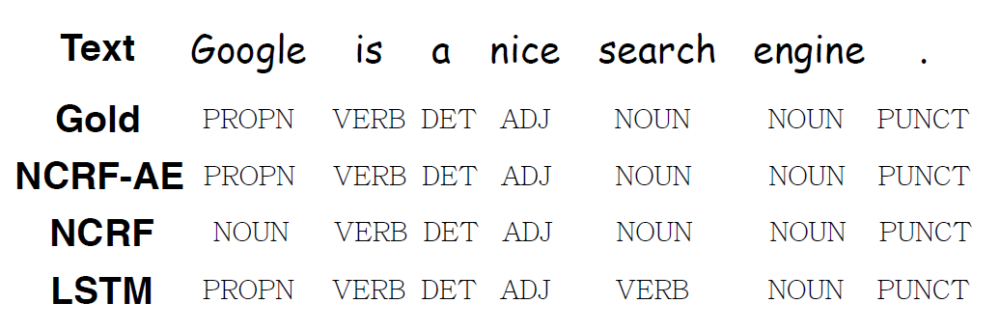 Text Google is a nice search engine .
Gold PROPN VERB DET ADJ NOUN NOUN PUNCT
NCRF-AE PROPN VERB DET ADJ NOUN NOUN PUNCT
NCRF NOUN VERB DET ADJ NOUN NOUN PUNCT
LSTM PROPN VERB DET ADJ VERB NOUN PUNCT